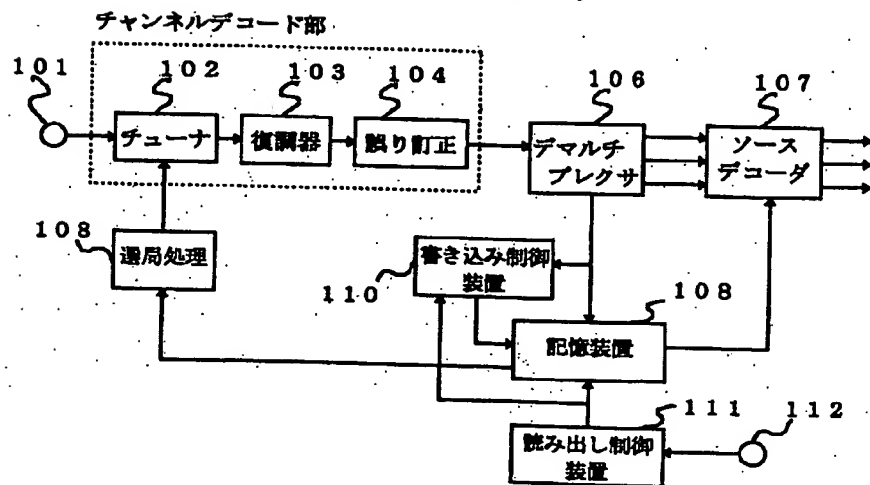 チャンネルデコード部
101
102
103
104
106
107
チューナ
復調器
誤り訂正
デマルチ
プレクサ
ソース
デコーダ
108
選局処理
書き込み制御
装置
110
108
記憶装置
111
112
読み出し制御
装置